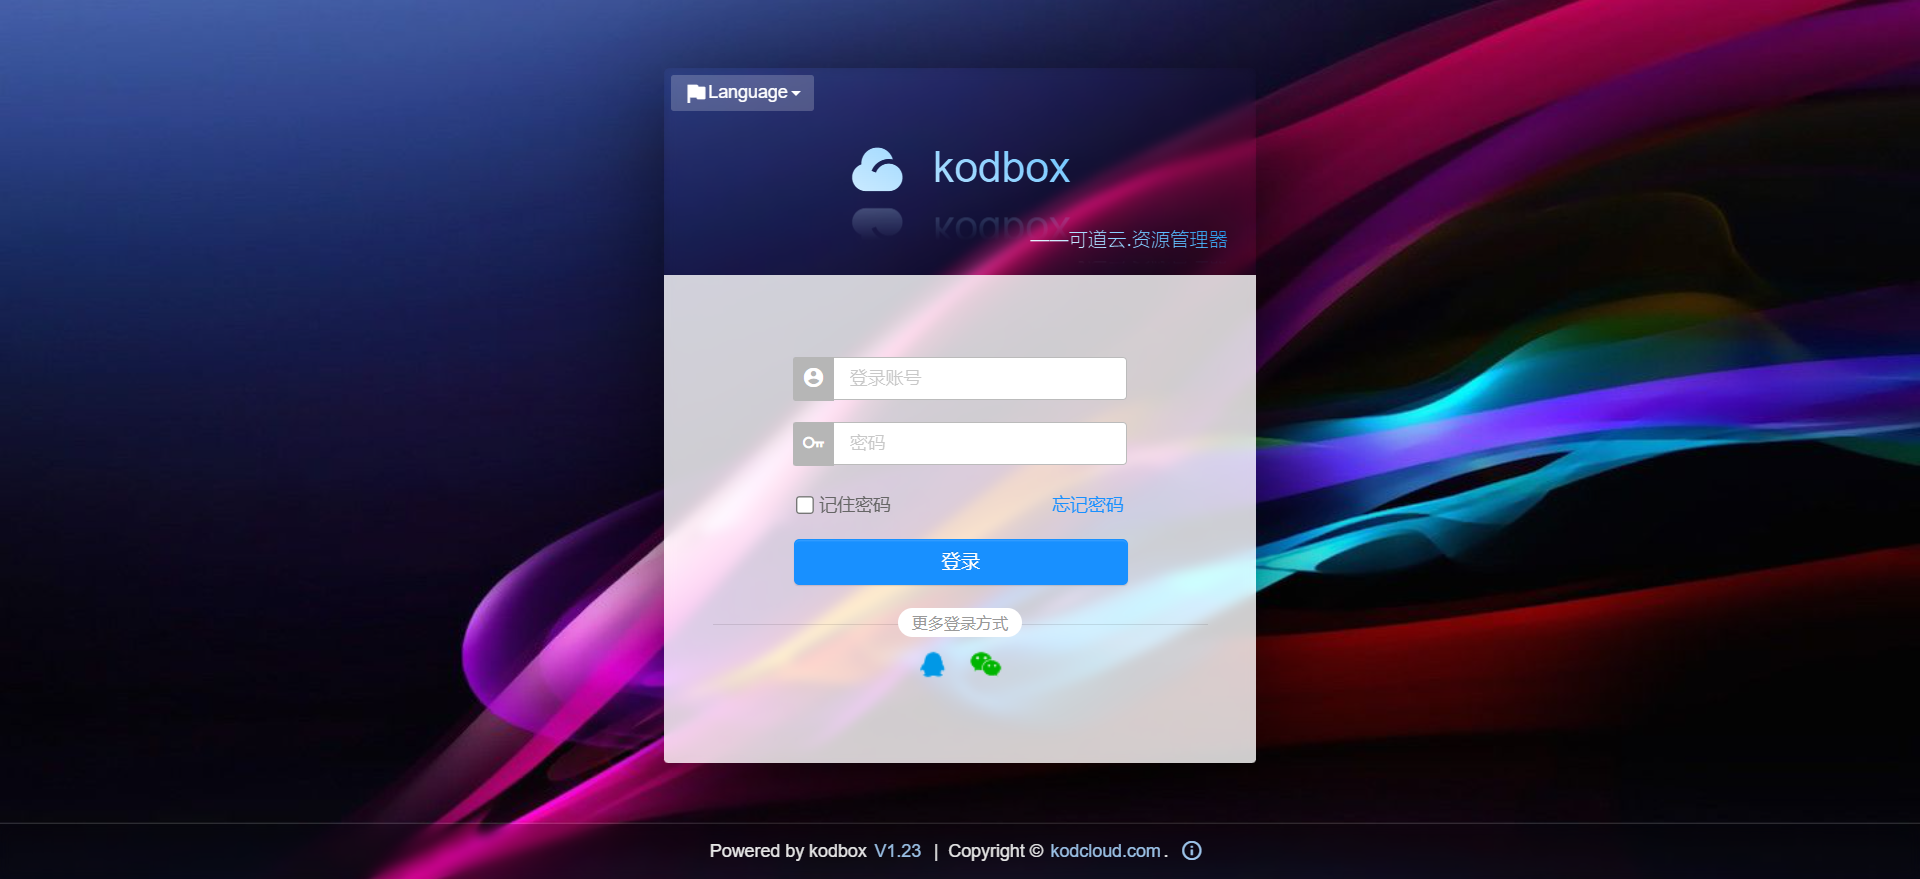 Language
kodbox
——可道云.资源管理器
登录账号
密码
记住密码 忘记密码
登录
更多登录方式
Powered by kodbox V1.23 | Copyright © kodcloud.com.